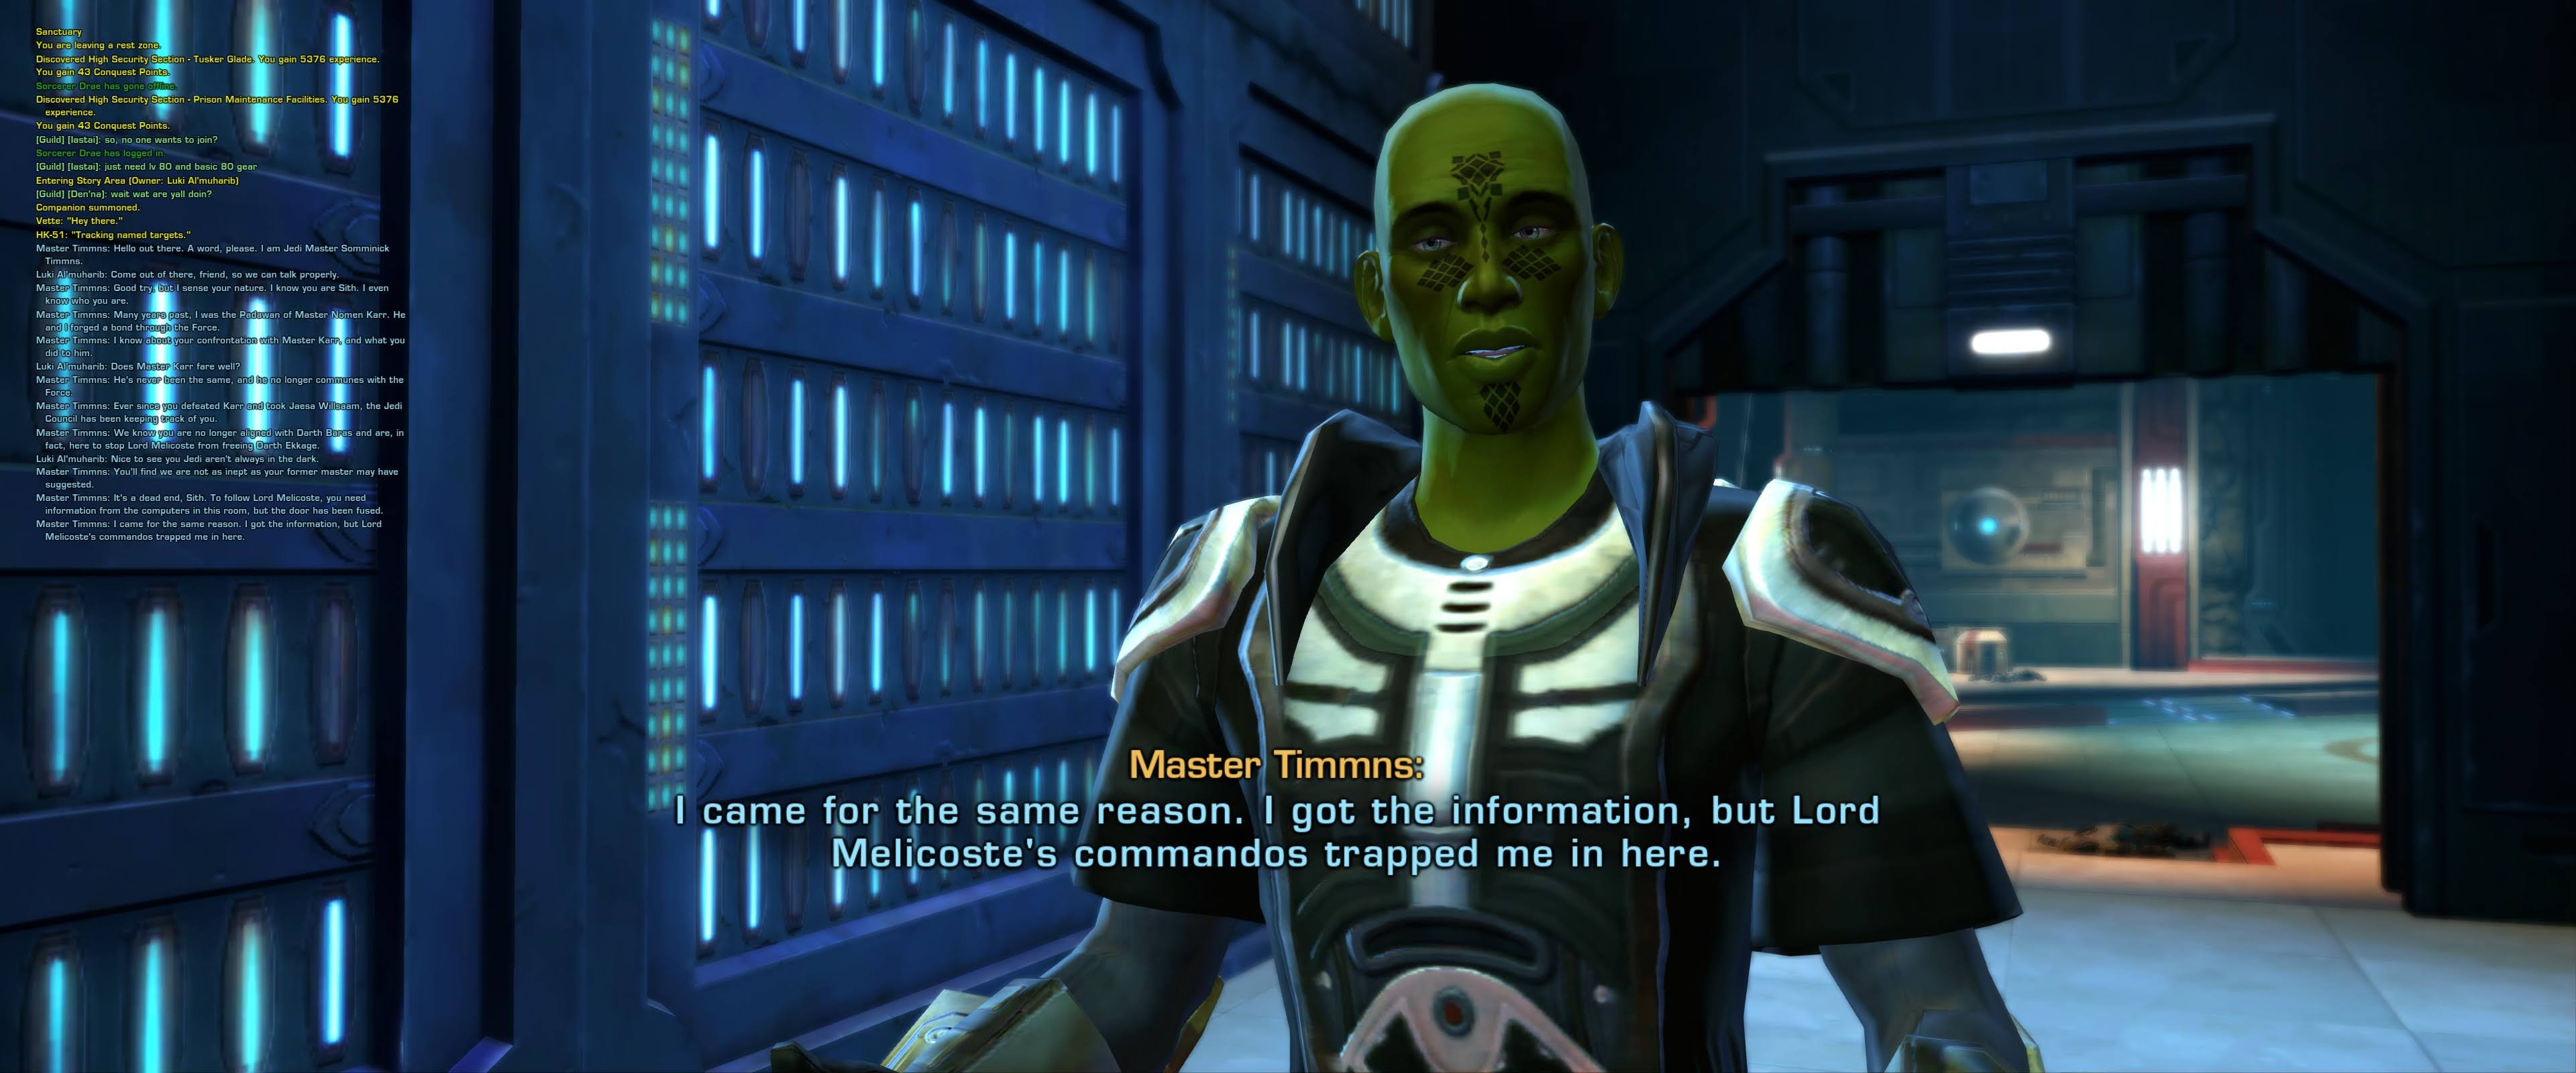 Sanctuary
You are leaving a rest zone.
Discovered High Security Section - Tusker Glade. You gain 5376 experience.
You gain 43 Conquest Points.
Sorcerer Drae has gone offline.
Discovered High Security Section - Prison Maintenance Facilities. You gain 5376
experience.
You gain 43 Conquest Points.
[Guild] [Iastai]: so, no one wants to join?
Sorcerer Drae has logged in.
[Guild] [Iastai]: just need lv 80 and basic 80 gear
Entering Story Area (Owner: Luki Al'muharib)
[Guild] [Den'na]: wait wat are yall doin?
Companion summoned.
Vette: "Hey there."
HK-51: "Tracking named targets."
Master Timmns: Hello out there. A word, please. I am Jedi Master Somminick
Timmns.
Luki Al'muharib: Come out of there, friend, so we can talk properly.
Master Timmns: Good try, but I sense your nature. I know you are Sith. I even
know who you are.
Master Timmns: Many years past, I was the Padawan of Master Nomen Karr. He
and I forged a bond through the Force.
Master Timmns: I know about your confrontation with Master Karr, and what you
did to him.
Luki Al'muharib: Does Master Karr fare well?
Master Timmns: He's never been the same, and he no longer communes with the
Force.
Master Timmns: Ever since you defeated Karr and took Jaesa Willsaam, the Jedi
Council has been keeping track of you.
Master Timmns: We know you are no longer aligned with Darth Baras and are, in
fact, here to stop Lord Melicoste from freeing Darth Ekkage.
Luki Al'muharib: Nice to see you Jedi aren't always in the dark.
Master Timmns: You'll find we are not as inept as your former master may have
suggested.
Master Timmns: It's a dead end, Sith. To follow Lord Melicoste, you need
information from the computers in this room, but the door has been fused.
Master Timmns: I came for the same reason. I got the information, but Lord
Melicoste's commandos trapped me in here.
Master Timmns:
I came for the same reason. I got the information, but Lord
Melicoste's commandos trapped me in here.